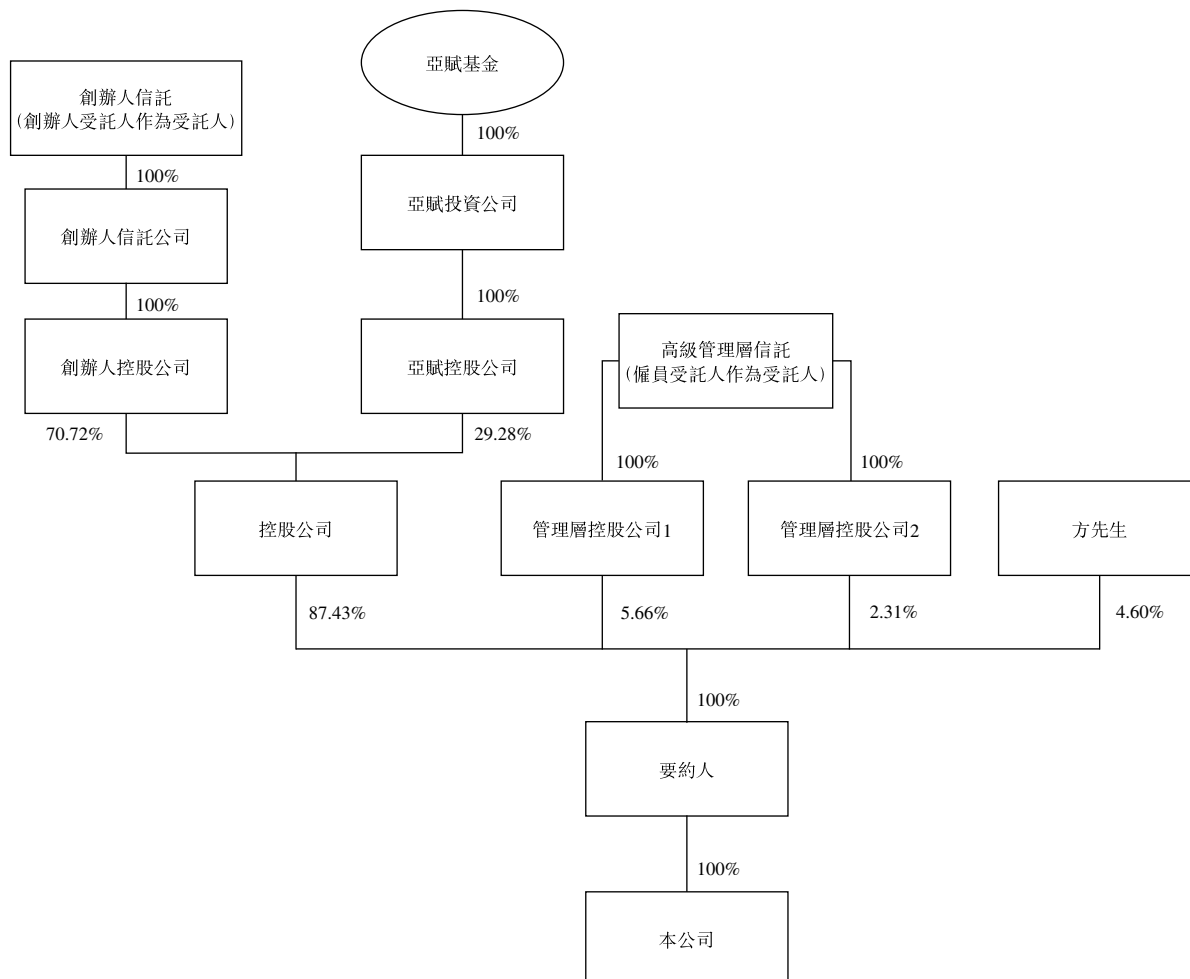 亞賦基金
創辦人信託
(創辦人受託人作為受託人)
100%
100%
亞賦投資公司
創辦人信託公司
100%
100%
創辦人控股公司
亞賦控股公司
高級管理層信託
(僱員受託人作為受託人)
70.72%
29.28%
100%
100%
控股公司
管理層控股公司1
管理層控股公司2
方先生
87.43%
5.66%
2.31%
4.60%
100%
要約人
100%
本公司